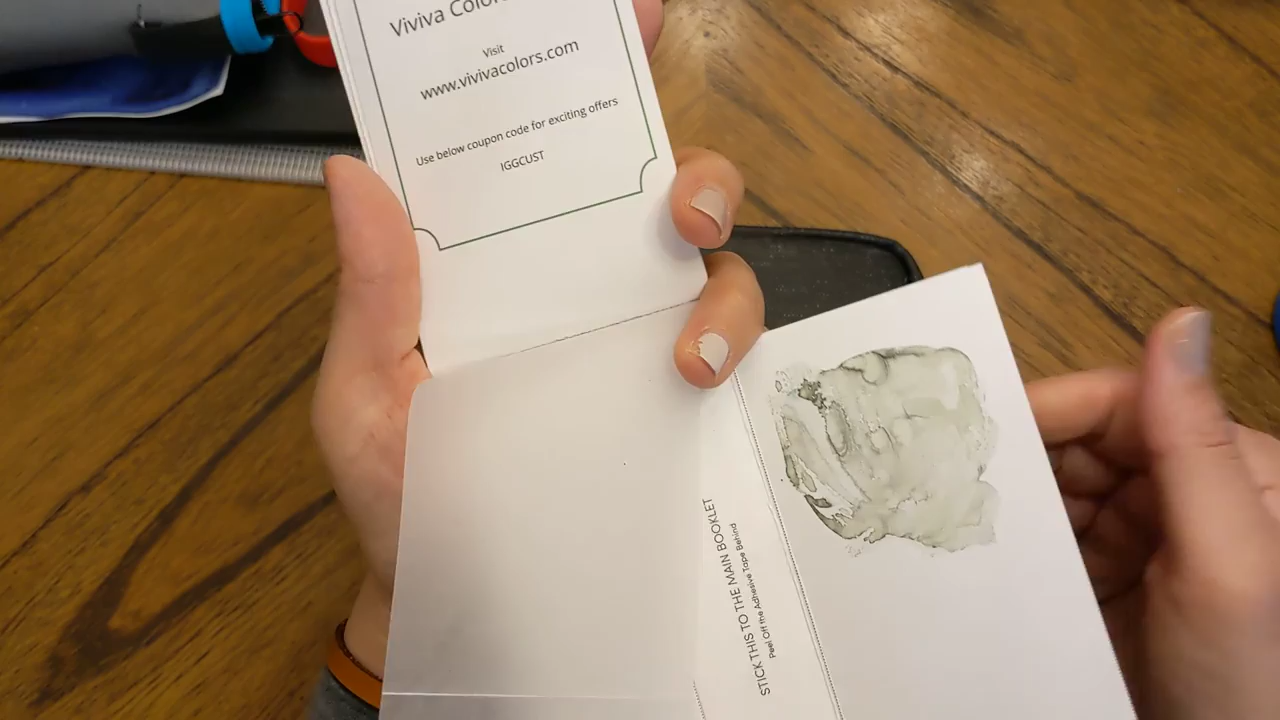 Viviva Colors
Visit
www.vivivacolors.com
Use below coupon code for exciting offers
IGGCUST
STICK THIS TO THE MAIN BOOKLET
Peel Off the Adhesive Tape Behind